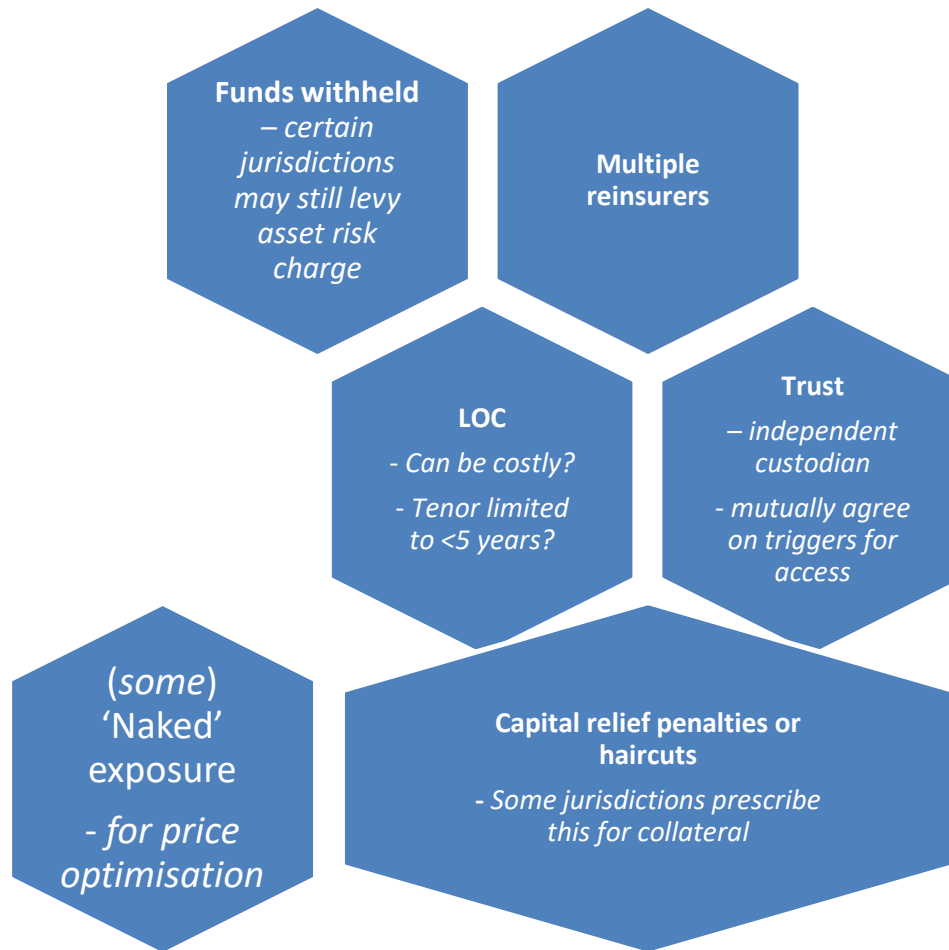 Funds withheld
– certain
jurisdictions
may still levy
asset risk
charge
Multiple
reinsurers
LOC
- Can be costly?
- Tenor limited
to <5 years?
Trust
– independent
custodian
- mutually agree
on triggers for
access
(some)
‘Naked’
exposure
- for price
optimisation
Capital relief penalties or
haircuts
- Some jurisdictions prescribe
this for collateral